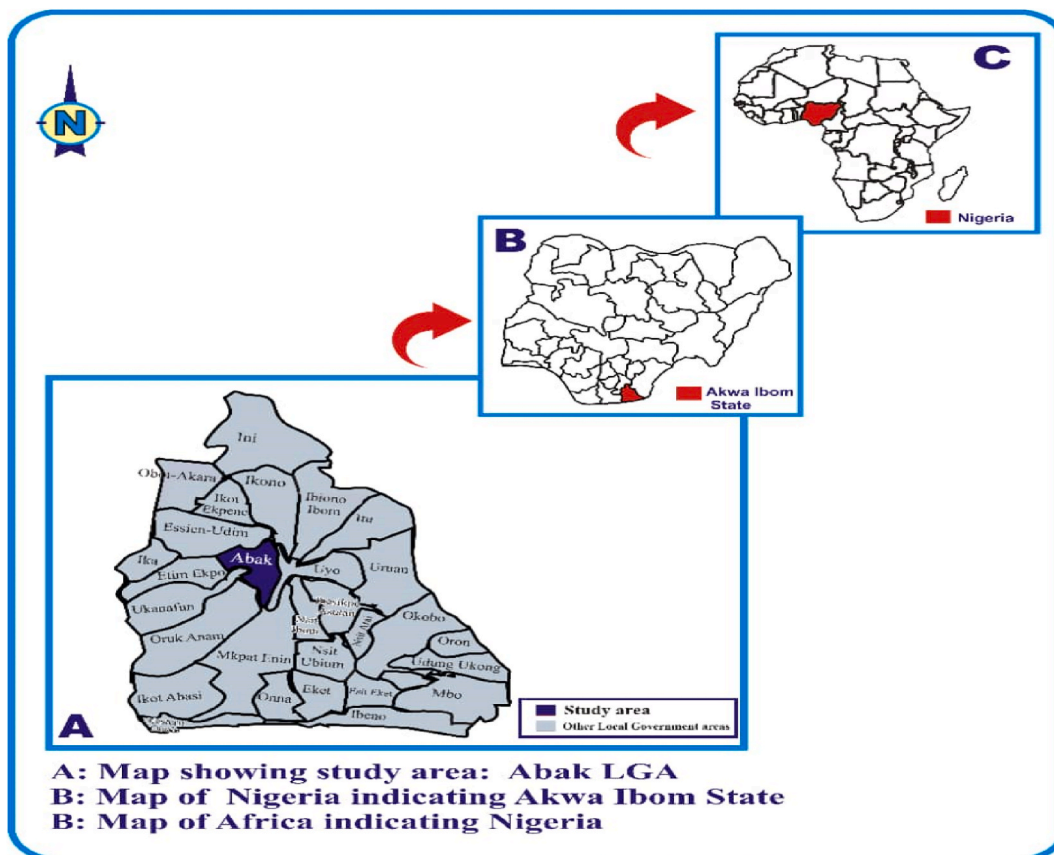 N
C
Nigeria
B
Akwa Ibom
State
Ini
Ikono
Ikot
Ekpene
Ibiono
Ibom
Essien-Udim
Ika
Abak
Uyo
Uruan
Etim Ekpo
Ukanafun
Okobo
Oruk Anam
Oron
Mkpat Enin
Nsit
Ubium
Udung Ukong
Ikot Abasi
Onna
Eket
Mbo
Ibeno
A
Study area
Other Local Government areas
A: Map showing study area: Abak LGA
B: Map of Nigeria indicating Akwa Ibom State
B: Map of Africa indicating Nigeria